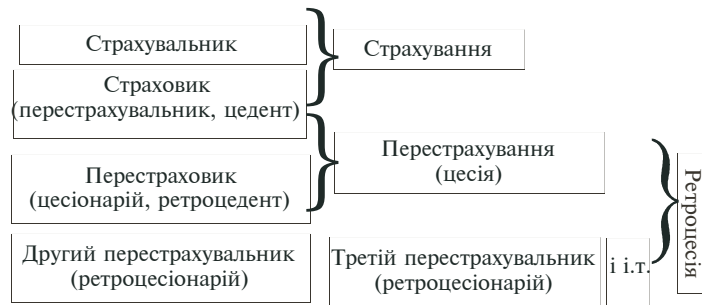 Страхувальник
Страхування
Страховик
(перестрахувальник, цедент)
Перестрахування
(цесія)
Перестраховик
(цесіонарій, ретроцедент)
Ретроцесія
Другий перестрахувальник
(ретроцесіонарій)
Третій перестрахувальник
(ретроцесіонарій)
і і.т.